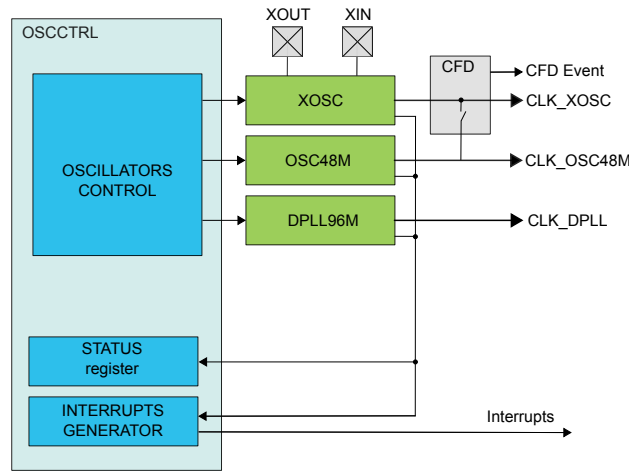 XOUT
XIN
OSCCTRL
CFD
CFD Event
XOSC
CLK_XOSC
OSCILLATORS
CONTROL
OSC48M
CLK_OSC48M
DPLL96M
CLK_DPLL
STATUS
register
INTERRUPTS
GENERATOR
Interrupts